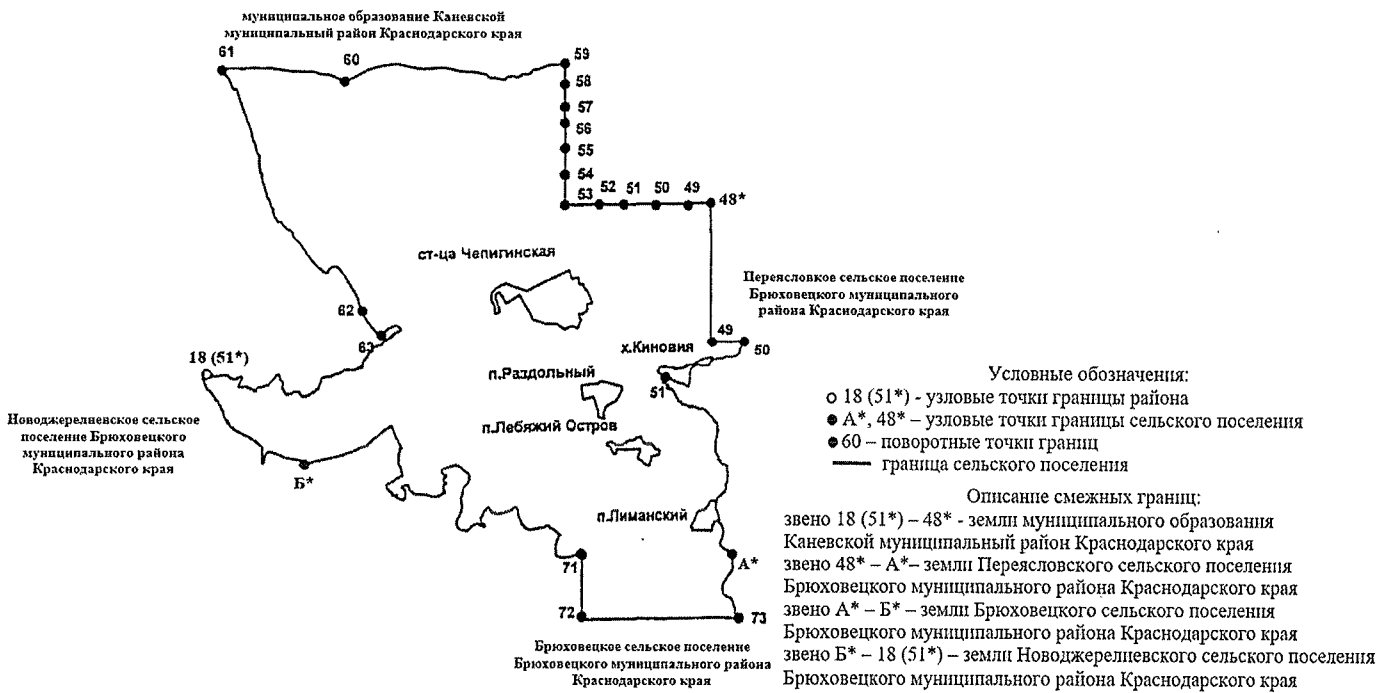 муниципальное образование Каневской
муниципальный район Краснодарского края
61
60
59
58
57
56
55
54
53
52
51
50
49
48*
ст-ца Чепигинская
Переясловкое сельское поселение
Брюховецкого муниципального
района Краснодарского края
62
63
49
50
х.Киновия
18 (51*)
п.Раздольный
51
п.Лебяжий Остров
Новоджерелиевское сельское
поселение Брюховецкого
муниципального района
Краснодарского края
Б*
п.Лиманский
71
А*
72
73
Брюховецкое сельское поселение
Брюховецкого муниципального района
Краснодарского края
Условные обозначения:
18 (51*) - узловые точки границы района
А*, 48* – узловые точки границы сельского поселения
60 – поворотные точки границ
граница сельского поселения
Описание смежных границ:
звено 18 (51*) – 48* - земли муниципального образования
Каневской муниципальный район Краснодарского края
звено 48* – А*– земли Переясловского сельского поселения
Брюховецкого муниципального района Краснодарского края
звено А* – Б* – земли Брюховецкого сельского поселения
Брюховецкого муниципального района Краснодарского края
звено Б* – 18 (51*) – земли Новоджерелиевского сельского поселения
Брюховецкого муниципального района Краснодарского края